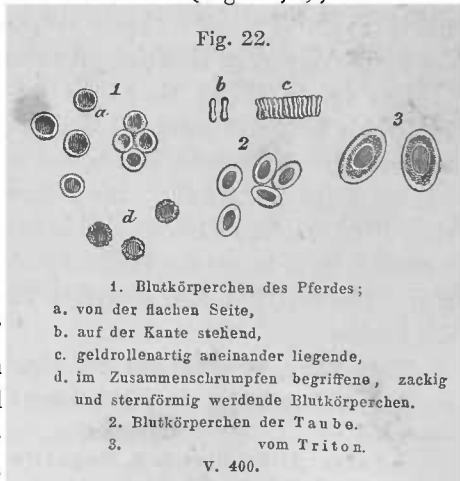 Fig. 22.
1
a.
b
c
2
3
d
1. Blutkörperchen des Pferdes;
a. von der flachen Seite,
b. auf der Kante stehend,
c. geldrollenartig aneinander liegende,
d. im Zusammenschrumpfen begriffene, zackig
und sternförmig werdende Blutkörperchen.
2. Blutkörperchen der Taube.
3. vom Triton.
V. 400.